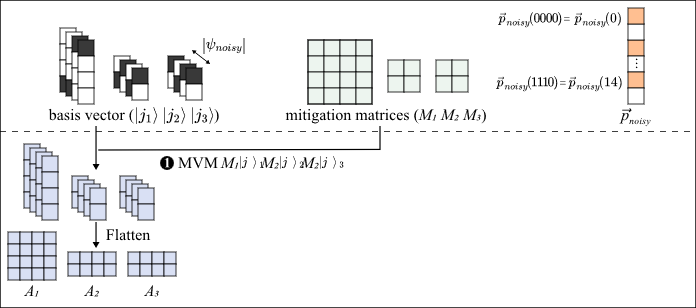 |ψnoisy|
p⃗noisy(0000) = p⃗noisy(0)
⋮
p⃗noisy(1110)=p⃗noisy(14)
basis vector (|j1⟩ |j2⟩ |j3⟩)
mitigation matrices (M1 M2 M3)
p⃗noisy
❶ MVM M1|j⟩1M2|j⟩2M2|j⟩3
Flatten
A1
A2
A3